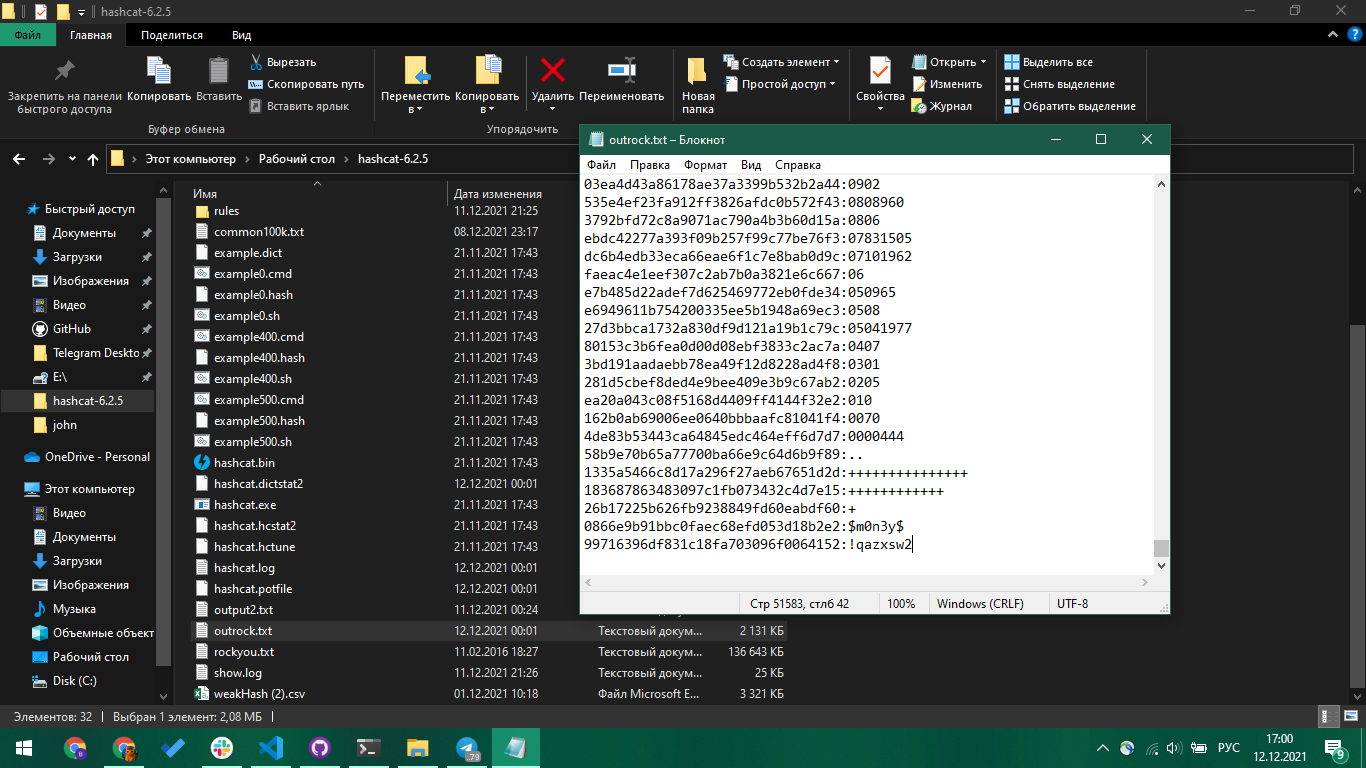 hashcat-6.2.5
Файл Главная Поделиться Вид
Закрепить на панели быстрого доступа
Копировать
Вставить
Вырезать
Скопировать путь
Вставить ярлык
Буфер обмена
Переместить в
Копировать в
Удалить
Переименовать
Упорядочить
Новая папка
Создать элемент
Простой доступ
Свойства
Открыть
Изменить
Журнал
Выделить все
Снять выделение
Обратить выделение
Этот компьютер Рабочий стол hashcat-6.2.5
Быстрый доступ
Документы
Загрузки
Изображения
Видео
GitHub
Telegram Deskto
E:\
hashcat-6.2.5
john
OneDrive - Personal
Этот компьютер
Видео
Документы
Загрузки
Изображения
Музыка
Объемные объект
Рабочий стол
Disk (C:)
Имя Дата изменения
rules 11.12.2021 21:25
common100k.txt 08.12.2021 23:17
example.dict 21.11.2021 17:43
example0.cmd 21.11.2021 17:43
example0.hash 21.11.2021 17:43
example0.sh 21.11.2021 17:43
example400.cmd 21.11.2021 17:43
example400.hash 21.11.2021 17:43
example400.sh 21.11.2021 17:43
example500.cmd 21.11.2021 17:43
example500.hash 21.11.2021 17:43
example500.sh 21.11.2021 17:43
hashcat.bin 21.11.2021 17:43
hashcat.dictstat2 12.12.2021 00:01
hashcat.exe 21.11.2021 17:43
hashcat.hcstat2 21.11.2021 17:43
hashcat.hctune 21.11.2021 17:43
hashcat.log 12.12.2021 00:01
hashcat.potfile 12.12.2021 00:01
output2.txt 11.12.2021 00:24
outrock.txt 12.12.2021 00:01 Текстовый докум... 2 131 КБ
rockyou.txt 11.02.2016 18:27 Текстовый докум... 136 643 КБ
show.log 11.12.2021 21:26 Текстовый докум... 25 КБ
weakHash (2).csv 01.12.2021 10:18 Файл Microsoft E... 3 321 КБ
outrock.txt – Блокнот
Файл Правка Формат Вид Справка
03ea4d43a86178ae37a3399b532b2a44:0902
535e4ef23fa912ff3826afdc0b572f43:0808960
3792bfd72c8a9071ac790a4b3b60d15a:0806
ebdc42277a393f09b257f99c77be76f3:07831505
dc6b4edb33eca66eae6f1c7e8bab0d9c:07101962
faeac4e1eef307c2ab7b0a3821e6c667:06
e7b485d22adef7d625469772eb0fde34:050965
e6949611b754200335ee5b1948a69ec3:0508
27d3bbca1732a830df9d121a19b1c79c:05041977
80153c3b6fea0d00d08ebf3833c2ac7a:0407
3bd191aadaebb78ea49f12d8228ad4f8:0301
281d5cbef8ded4e9bee409e3b9c67ab2:0205
ea20a043c08f5168d4409ff4144f32e2:010
162b0ab69006ee0640bbbaafc81041f4:0070
4de83b53443ca64845edc464eff6d7d7:0000444
58b9e70b65a77700ba66e9c64d6b9f89:..
1335a5466c8d17a296f27aeb67651d2d:+++++++++++++++
183687863483097c1fb073432c4d7e15:++++++++++++
26b17225b626fb9238849fd60eabdf60:+
0866e9b91bbc0faec68efd053d18b2e2:$m0n3y$
99716396df831c18fa703096f0064152:!qazxsw2
Стр 51583, стлб 42 100% Windows (CRLF) UTF-8
Элементов: 32 Выбран 1 элемент: 2,08 МБ
79
РУС
17:00
12.12.2021
9